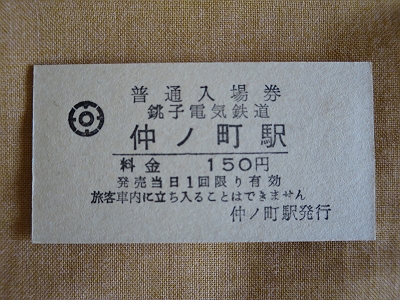 普通入場券
銚子電気鉄道
仲ノ町駅
料金 150円
発売当日1回限り有効
旅客車内に立ち入ることはできません
仲ノ町駅発行